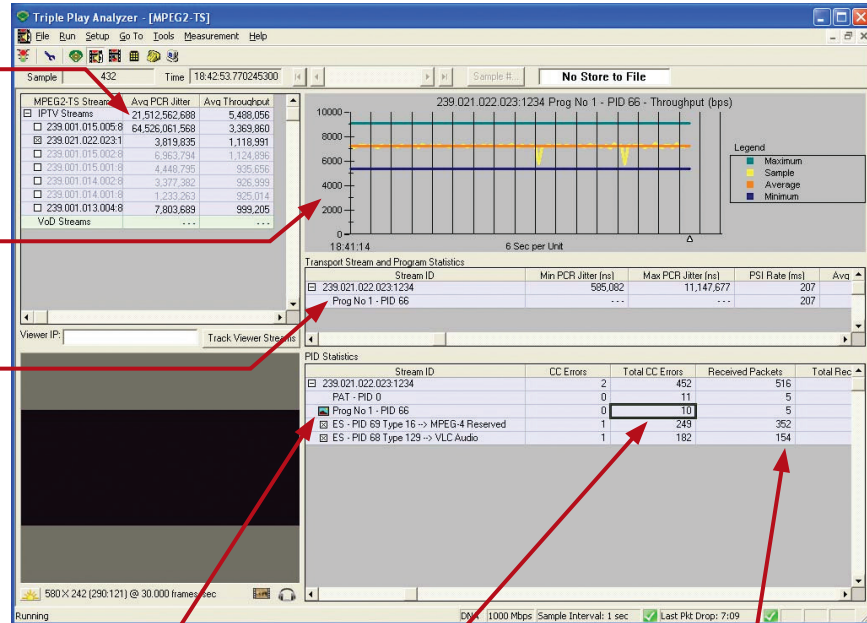 Triple Play Analyzer - [MPEG2-TS]
File Run Setup Go To Tools Measurement Help
Sample 432 Time 18:42:53.770245300 Sample #... No Store to File
MPEG2-TS Stream Avg PCR Jitter Avg Throughput
IPTV Streams 21,512,562,688 5,488,056
239.001.015.005:8 64,526,061,568 3,369,860
239.021.022.023:1 3,819,835 1,118,991
239.001.015.002:8 6,963,794 1,124,896
239.001.015.001:8 4,448,795 935,656
239.001.014.002:8 3,377,382 926,999
239.001.014.001:8 1,233,263 925,014
239.001.013.004:8 7,803,689 999,205
VoD Streams - - -  - - -
Viewer IP: Track Viewer Streams
580 X 242 (290:121) @ 30.000 frames/sec
239.021.022.023:1234 Prog No 1 - PID 66 - Throughput (bps)
10000
8000
6000
4000
2000
0
18:41:14 6 Sec per Unit
Legend
Maximum
Sample
Average
Minimum
Transport Stream and Program Statistics
Stream ID Min PCR Jitter (ns) Max PCR Jitter (ns) PSI Rate (ms) Avg
239.021.022.023:1234 585,082 11,147,677 207
Prog No 1 - PID 66 - - - - - - 207
PID Statistics
Stream ID CC Errors Total CC Errors Received Packets Total Rec
239.021.022.023:1234 2 452 516
PAT - PID 0 0 11 5
Prog No 1 - PID 66 0 10 5
ES - PID 69 Type 16 --> MPEG-4 Reserved 1 249 352
ES - PID 68 Type 129 --> VLC Audio 1 182 154
Running DNA 1000 Mbps Sample Interval: 1 sec Last Pkt Drop: 7:09